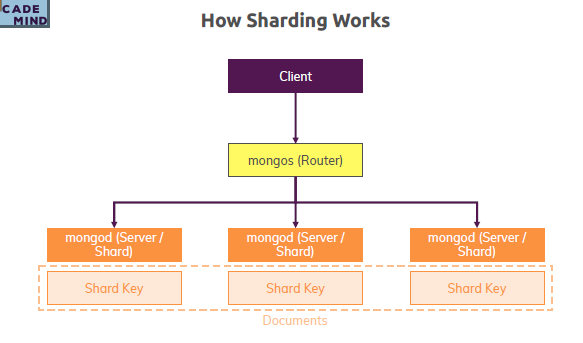 CADE
MIND
How Sharding Works
Client
mongos (Router)
mongod (Server /
Shard)
mongod (Server /
Shard)
mongod (Server /
Shard)
Shard Key
Shard Key
Shard Key
Documents